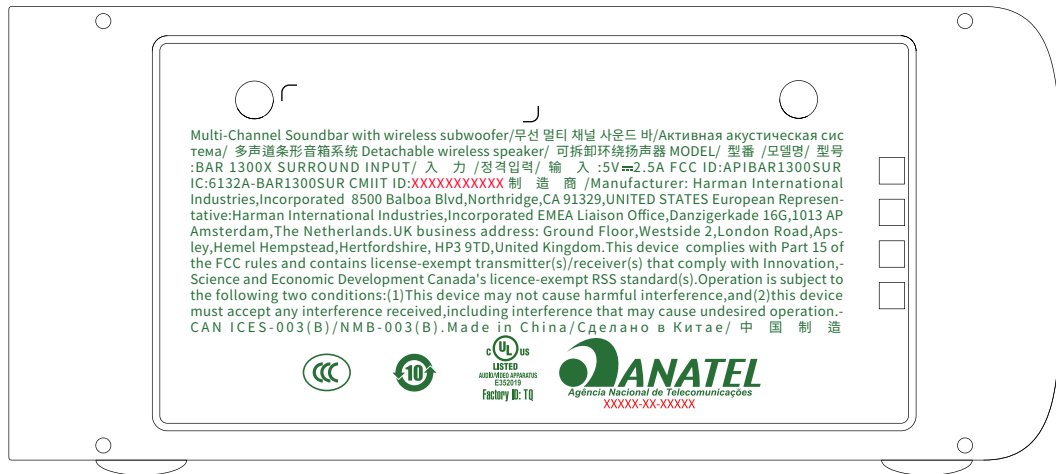 Multi-Channel Soundbar with wireless subwoofer/무선 멀티 채널 사운드 바/Активная акустическая сис
тема/ 多声道条形音箱系统 Detachable wireless speaker/ 可拆卸环绕扬声器 MODEL/ 型番 /모델명/ 型号
:BAR 1300X SURROUND INPUT/ 入 力 /정격입력/ 输 入 :5V⎓2.5A FCC ID:APIBAR1300SUR
IC:6132A-BAR1300SUR CMIIT ID:XXXXXXXXXXX 制 造 商 /Manufacturer: Harman International
Industries,Incorporated 8500 Balboa Blvd,Northridge,CA 91329,UNITED STATES European Represen-
tative:Harman International Industries,Incorporated EMEA Liaison Office,Danzigerkade 16G,1013 AP
Amsterdam,The Netherlands.UK business address: Ground Floor,Westside 2,London Road,Aps-
ley,Hemel Hempstead,Hertfordshire, HP3 9TD,United Kingdom.This device complies with Part 15 of
the FCC rules and contains license-exempt transmitter(s)/receiver(s) that comply with Innovation,-
Science and Economic Development Canada's licence-exempt RSS standard(s).Operation is subject to
the following two conditions:(1)This device may not cause harmful interference,and(2)this device
must accept any interference received,including interference that may cause undesired operation.-
CAN ICES-003(B)/NMB-003(B).Made in China/Сделано в Китае/ 中 国 制 造
CCC
10
C UL US
LISTED
AUDIO/VIDEO APPARATUS
E352019
Factory ID: TQ
ANATEL
Agência Nacional de Telecomunicações
XXXXX-XX-XXXXX